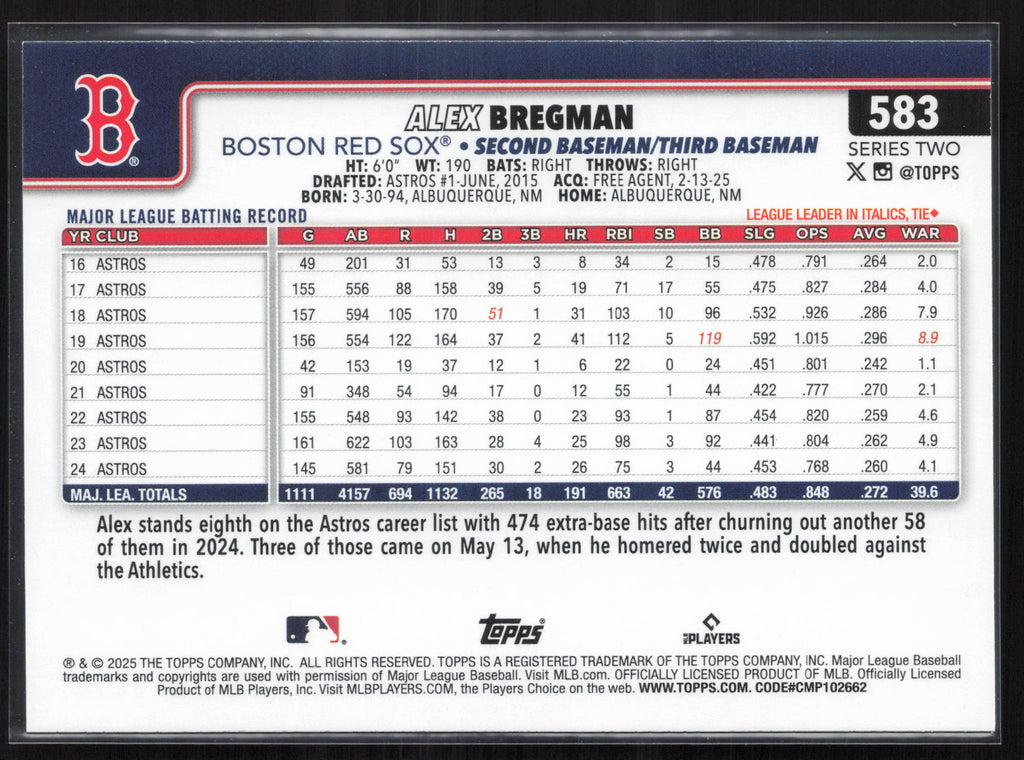 B®
ALEX BREGMAN
583
BOSTON RED SOX® • SECOND BASEMAN/THIRD BASEMAN
SERIES TWO
HT: 6'0" WT: 190 BATS: RIGHT THROWS: RIGHT
@TOPPS
DRAFTED: ASTROS #1-JUNE, 2015 ACQ: FREE AGENT, 2-13-25
BORN: 3-30-94, ALBUQUERQUE, NM HOME: ALBUQUERQUE, NM
MAJOR LEAGUE BATTING RECORD LEAGUE LEADER IN ITALICS, TIE♦
YR CLUB G AB R H 2B 3B HR RBI SB BB SLG OPS AVG WAR
16 ASTROS 49 201 31 53 13 3 8 34 2 15 .478 .791 .264 2.0
17 ASTROS 155 556 88 158 39 5 19 71 17 55 .475 .827 .284 4.0
18 ASTROS 157 594 105 170 51 1 31 103 10 96 .532 .926 .286 7.9
19 ASTROS 156 554 122 164 37 2 41 112 5 119 .592 1.015 .296 8.9
20 ASTROS 42 153 19 37 12 1 6 22 0 24 .451 .801 .242 1.1
21 ASTROS 91 348 54 94 17 0 12 55 1 44 .422 .777 .270 2.1
22 ASTROS 155 548 93 142 38 0 23 93 1 87 .454 .820 .259 4.6
23 ASTROS 161 622 103 163 28 4 25 98 3 92 .441 .804 .262 4.9
24 ASTROS 145 581 79 151 30 2 26 75 3 44 .453 .768 .260 4.1
MAJ. LEA. TOTALS 1111 4157 694 1132 265 18 191 663 42 576 .483 .848 .272 39.6
Alex stands eighth on the Astros career list with 474 extra-base hits after churning out another 58
of them in 2024. Three of those came on May 13, when he homered twice and doubled against
the Athletics.
Topps® PLAYERS
® & © 2025 THE TOPPS COMPANY, INC. ALL RIGHTS RESERVED. TOPPS IS A REGISTERED TRADEMARK OF THE TOPPS COMPANY, INC. Major League Baseball
trademarks and copyrights are used with permission of Major League Baseball. Visit MLB.com. OFFICIALLY LICENSED PRODUCT OF MLB. Officially Licensed
Product of MLB Players, Inc. Visit MLBPLAYERS.COM, the Players Choice on the web. WWW.TOPPS.COM. CODE#CMP102662